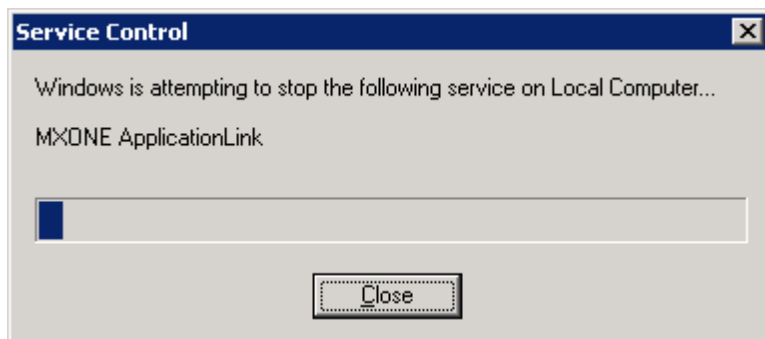 Service Control
Windows is attempting to stop the following service on Local Computer...
MXONE ApplicationLink
Close